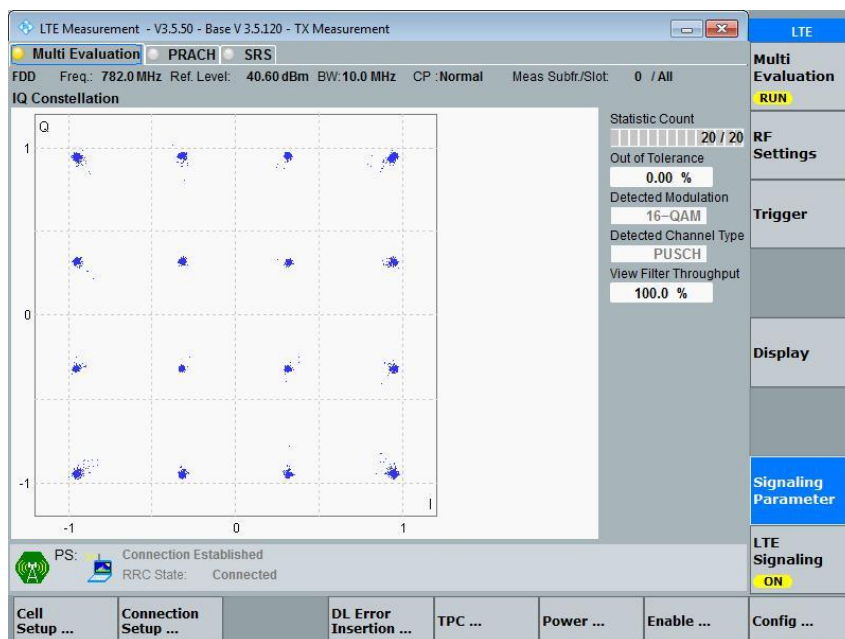 LTE Measurement - V3.5.50 - Base V 3.5.120 - TX Measurement
LTE
Multi Evaluation PRACH SRS
Multi Evaluation
RUN
FDD Freq.: 782.0 MHz Ref. Level: 40.60 dBm BW: 10.0 MHz CP : Normal Meas Subfr./Slot: 0 / All
IQ Constellation
Q
1
0
-1
-1 0 1
I
Statistic Count
20 / 20
Out of Tolerance
0.00 %
Detected Modulation
16-QAM
Detected Channel Type
PUSCH
View Filter Throughput
100.0 %
RF
Settings
Trigger
Display
Signaling
Parameter
LTE
Signaling
ON
PS: Connection Established
RRC State: Connected
Cell
Setup ...
Connection
Setup ...
DL Error
Insertion ...
TPC ...
Power ...
Enable ...
Config ...